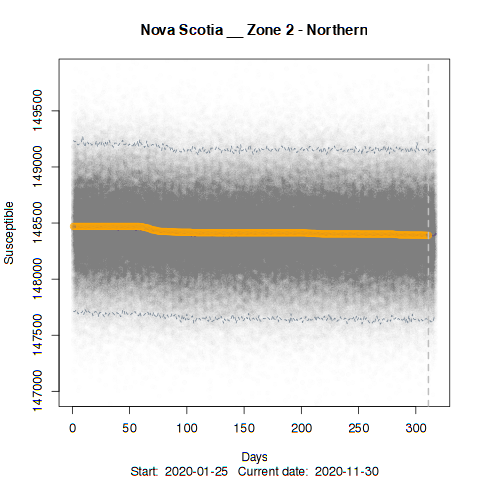 Nova Scotia __ Zone 2 - Northern
149500
149000
148500
148000
147500
147000
Susceptible
0 50 100 150 200 250 300
Days
Start: 2020-01-25 Current date: 2020-11-30